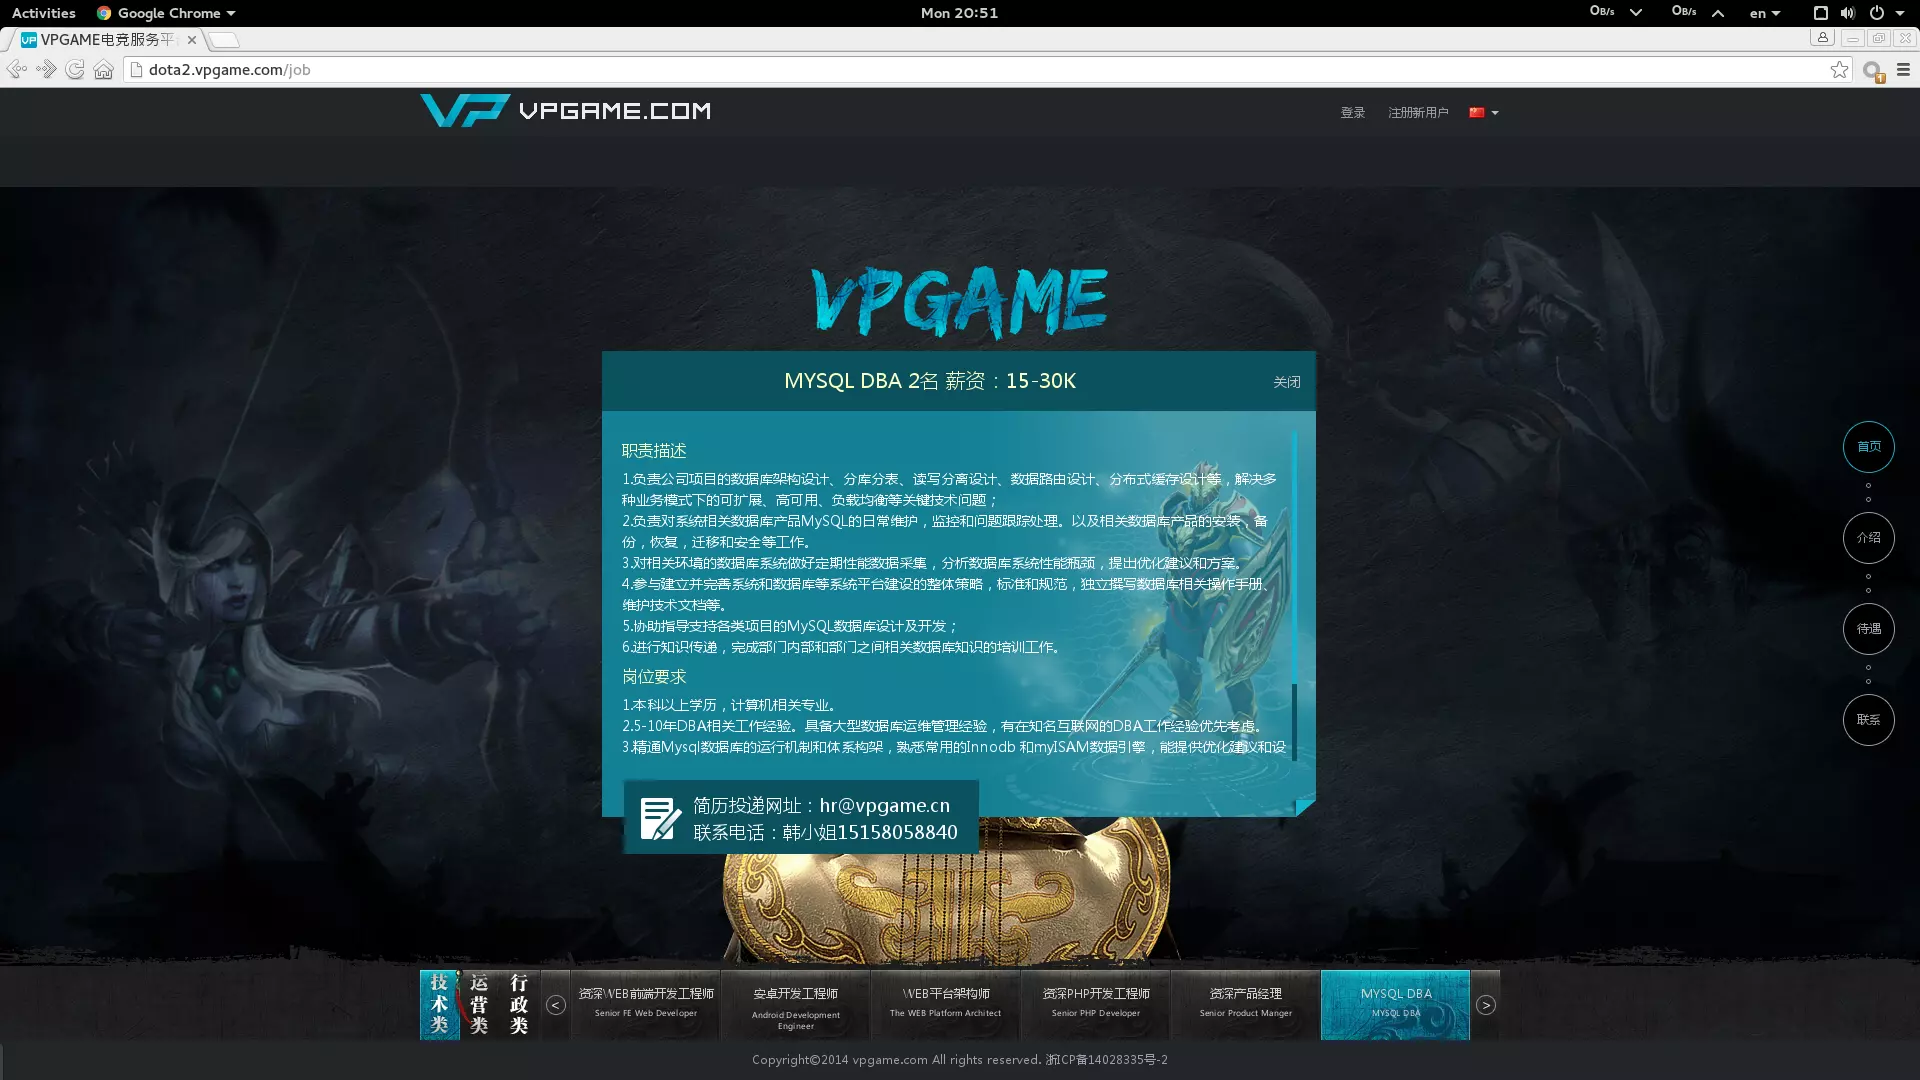 Activities
Google Chrome
Mon 20:51
0B/s
0B/s
en
VP VPGAME电竞服务平
dota2.vpgame.com/job
VP VPGAME.COM
登录
注册新用户
VPGAME
MYSQL DBA 2名 薪资：15-30K
关闭
职责描述
1.负责公司项目的数据库架构设计、分库分表、读写分离设计、数据路由设计、分布式缓存设计等，解决多
种业务模式下的可扩展、高可用、负载均衡等关键技术问题；
2.负责对系统相关数据库产品MySQL的日常维护，监控和问题跟踪处理。以及相关数据库产品的安装，备
份，恢复，迁移和安全等工作。
3.对相关环境的数据库系统做好定期性能数据采集，分析数据库系统性能瓶颈，提出优化建议和方案。
4.参与建立并完善系统和数据库等系统平台建设的整体策略，标准和规范，独立撰写数据库相关操作手册、
维护技术文档等。
5.协助指导支持各类项目的MySQL数据库设计及开发；
6.进行知识传递，完成部门内部和部门之间相关数据库知识的培训工作。
岗位要求
1.本科以上学历，计算机相关专业。
2.5-10年DBA相关工作经验。具备大型数据库运维管理经验，有在知名互联网的DBA工作经验优先考虑。
3.精通Mysql数据库的运行机制和体系构架，熟悉常用的Innodb 和myISAM数据引擎，能提供优化建议和设
简历投递网址：hr@vpgame.cn
联系电话：韩小姐15158058840
首页
介绍
待遇
联系
技术类
运营类
行政类
<
资深WEB前端开发工程师
Senior FE Web Developer
安卓开发工程师
Android Development
Engineer
WEB平台架构师
The WEB Platform Architect
资深PHP开发工程师
Senior PHP Developer
资深产品经理
Senior Product Manger
MYSQL DBA
MYSQL DBA
>
Copyright©2014 vpgame.com All rights reserved. 浙ICP备14028335号-2